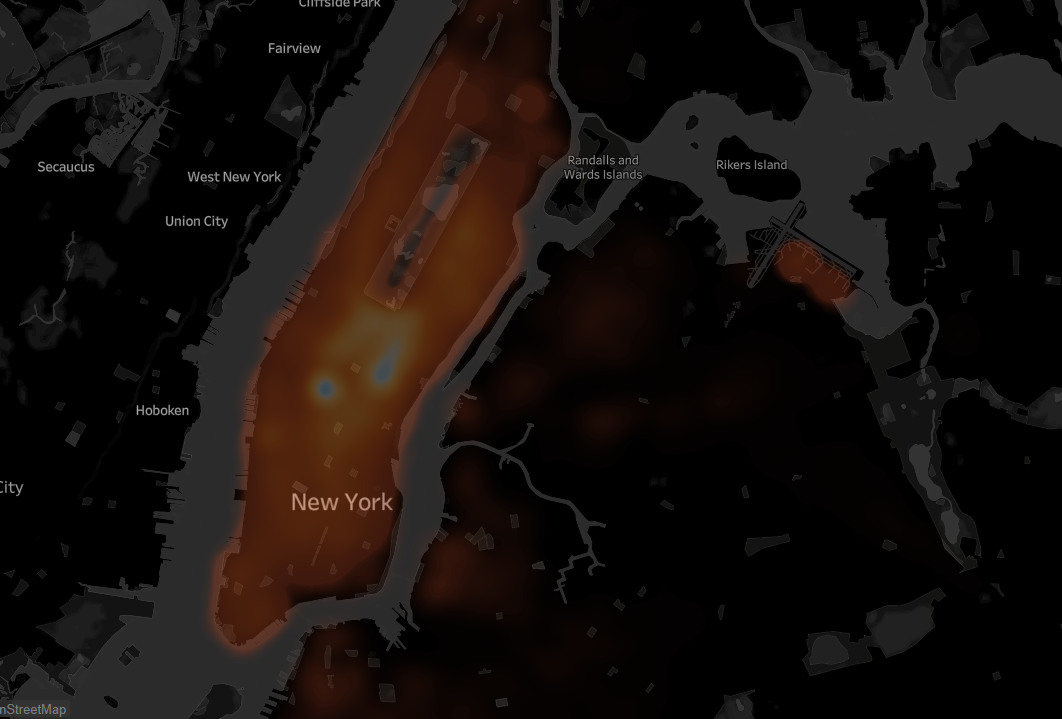 Cliffside Park
Fairview
Secaucus
West New York
Union City
Randalls and
Wards Islands
Rikers Island
Hoboken
City
New York
nStreetMap